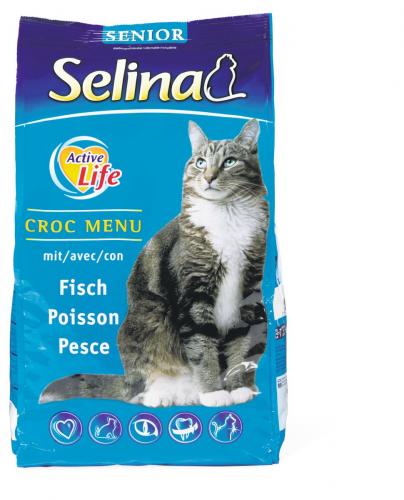 SENIOR
Selina
Active
Life
CROC MENU
mit/avec/con
Fisch
Poisson
Pesce